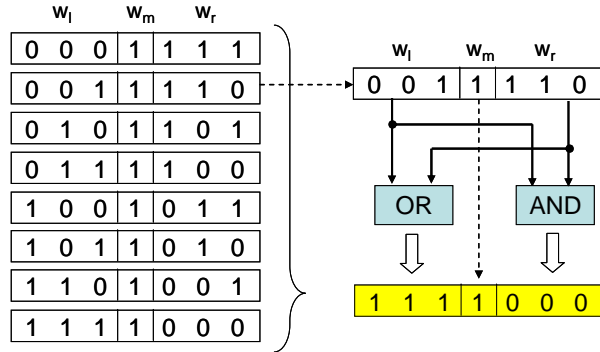 w_l w_m w_r
0 0 0 1 1 1 1
0 0 1 1 1 1 0
0 1 0 1 1 0 1
0 1 1 1 1 0 0
1 0 0 1 0 1 1
1 0 1 1 0 1 0
1 1 0 1 0 0 1
1 1 1 1 0 0 0
w_l w_m w_r
0 0 1 1 1 1 0
OR AND
1 1 1 1 0 0 0